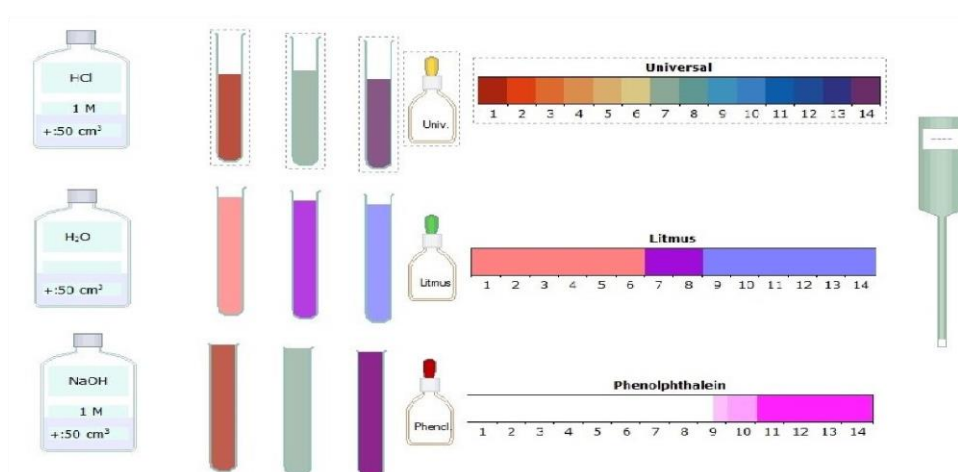 HCl
1 M
+:50 cm³
Univ.
Universal
1 2 3 4 5 6 7 8 9 10 11 12 13 14
----
H₂O
+:50 cm³
Litmus
Litmus
1 2 3 4 5 6 7 8 9 10 11 12 13 14
NaOH
1 M
+:50 cm³
Phencl.
Phenolphthalein
1 2 3 4 5 6 7 8 9 10 11 12 13 14